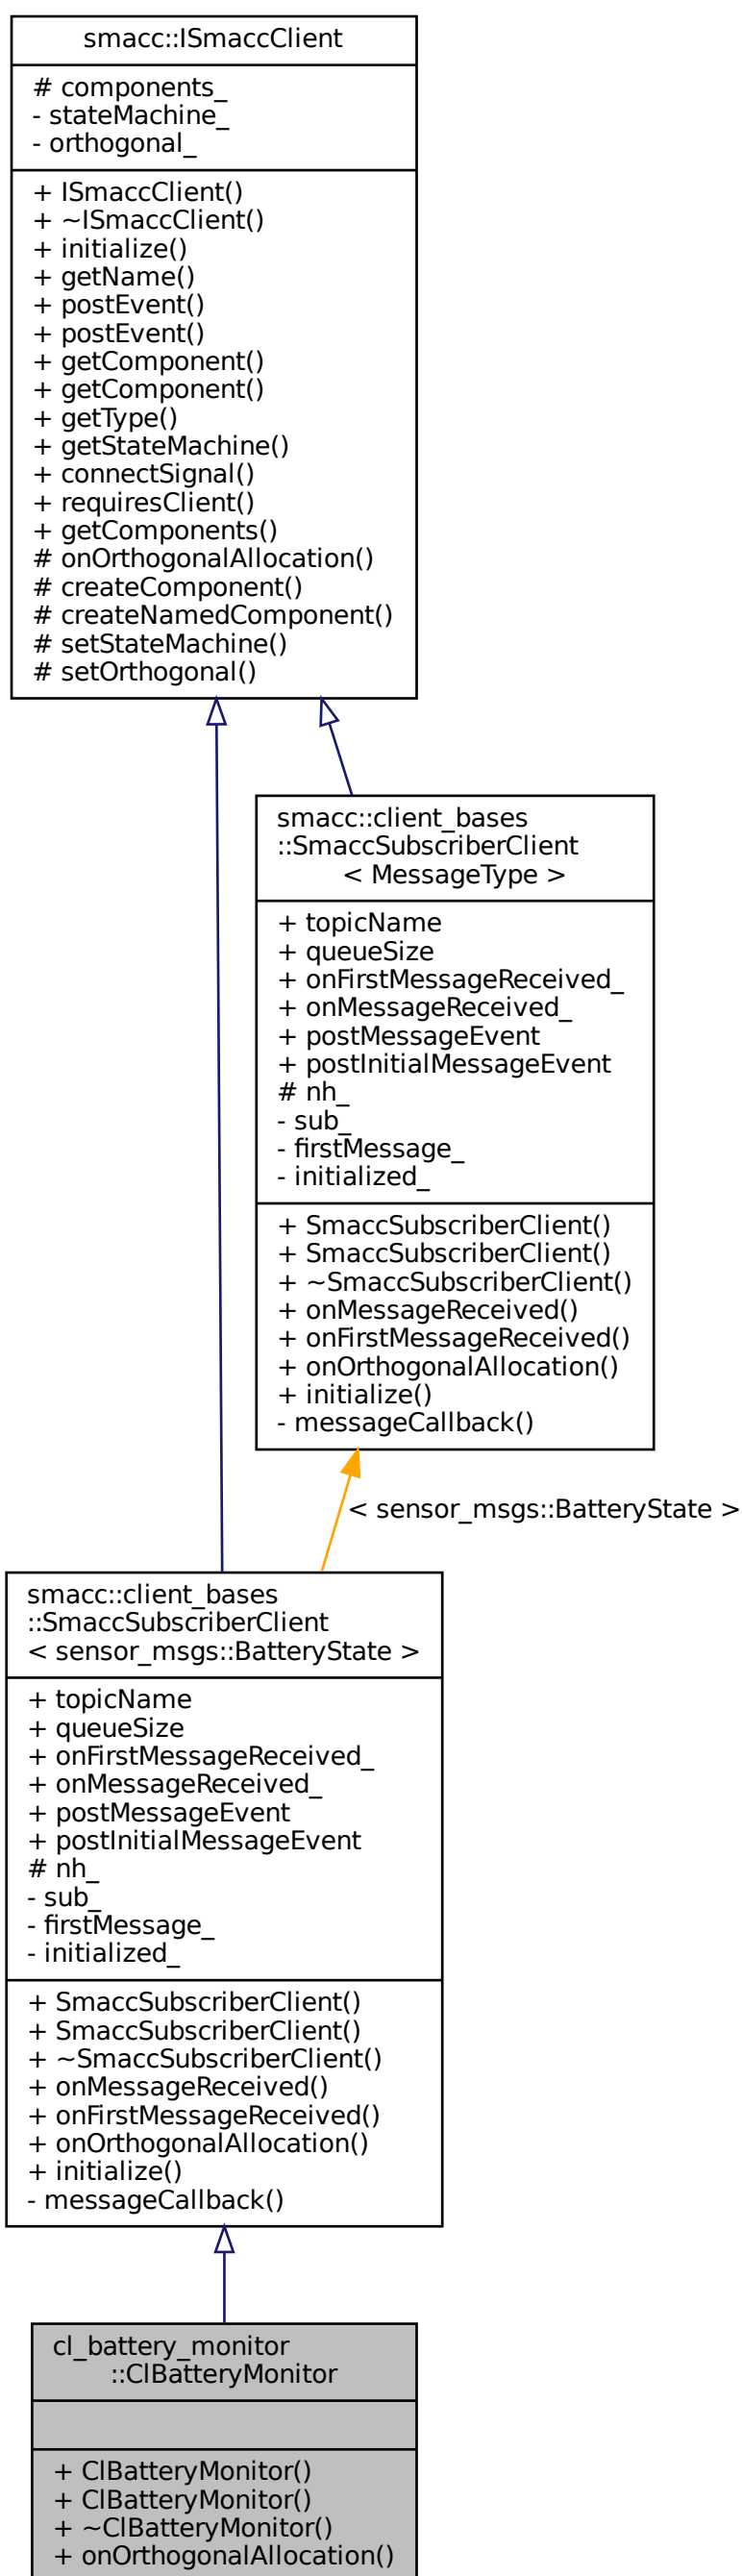 smacc::ISmaccClient
# components_
- stateMachine_
- orthogonal_
+ ISmaccClient()
+ ~ISmaccClient()
+ initialize()
+ getName()
+ postEvent()
+ postEvent()
+ getComponent()
+ getComponent()
+ getType()
+ getStateMachine()
+ connectSignal()
+ requiresClient()
+ getComponents()
# onOrthogonalAllocation()
# createComponent()
# createNamedComponent()
# setStateMachine()
# setOrthogonal()
smacc::client_bases
::SmaccSubscriberClient
< MessageType >
+ topicName
+ queueSize
+ onFirstMessageReceived_
+ onMessageReceived_
+ postMessageEvent
+ postInitialMessageEvent
# nh_
- sub_
- firstMessage_
- initialized_
+ SmaccSubscriberClient()
+ SmaccSubscriberClient()
+ ~SmaccSubscriberClient()
+ onMessageReceived()
+ onFirstMessageReceived()
+ onOrthogonalAllocation()
+ initialize()
- messageCallback()
< sensor_msgs::BatteryState >
smacc::client_bases
::SmaccSubscriberClient
< sensor_msgs::BatteryState >
+ topicName
+ queueSize
+ onFirstMessageReceived_
+ onMessageReceived_
+ postMessageEvent
+ postInitialMessageEvent
# nh_
- sub_
- firstMessage_
- initialized_
+ SmaccSubscriberClient()
+ SmaccSubscriberClient()
+ ~SmaccSubscriberClient()
+ onMessageReceived()
+ onFirstMessageReceived()
+ onOrthogonalAllocation()
+ initialize()
- messageCallback()
cl_battery_monitor
::ClBatteryMonitor
+ ClBatteryMonitor()
+ ClBatteryMonitor()
+ ~ClBatteryMonitor()
+ onOrthogonalAllocation()